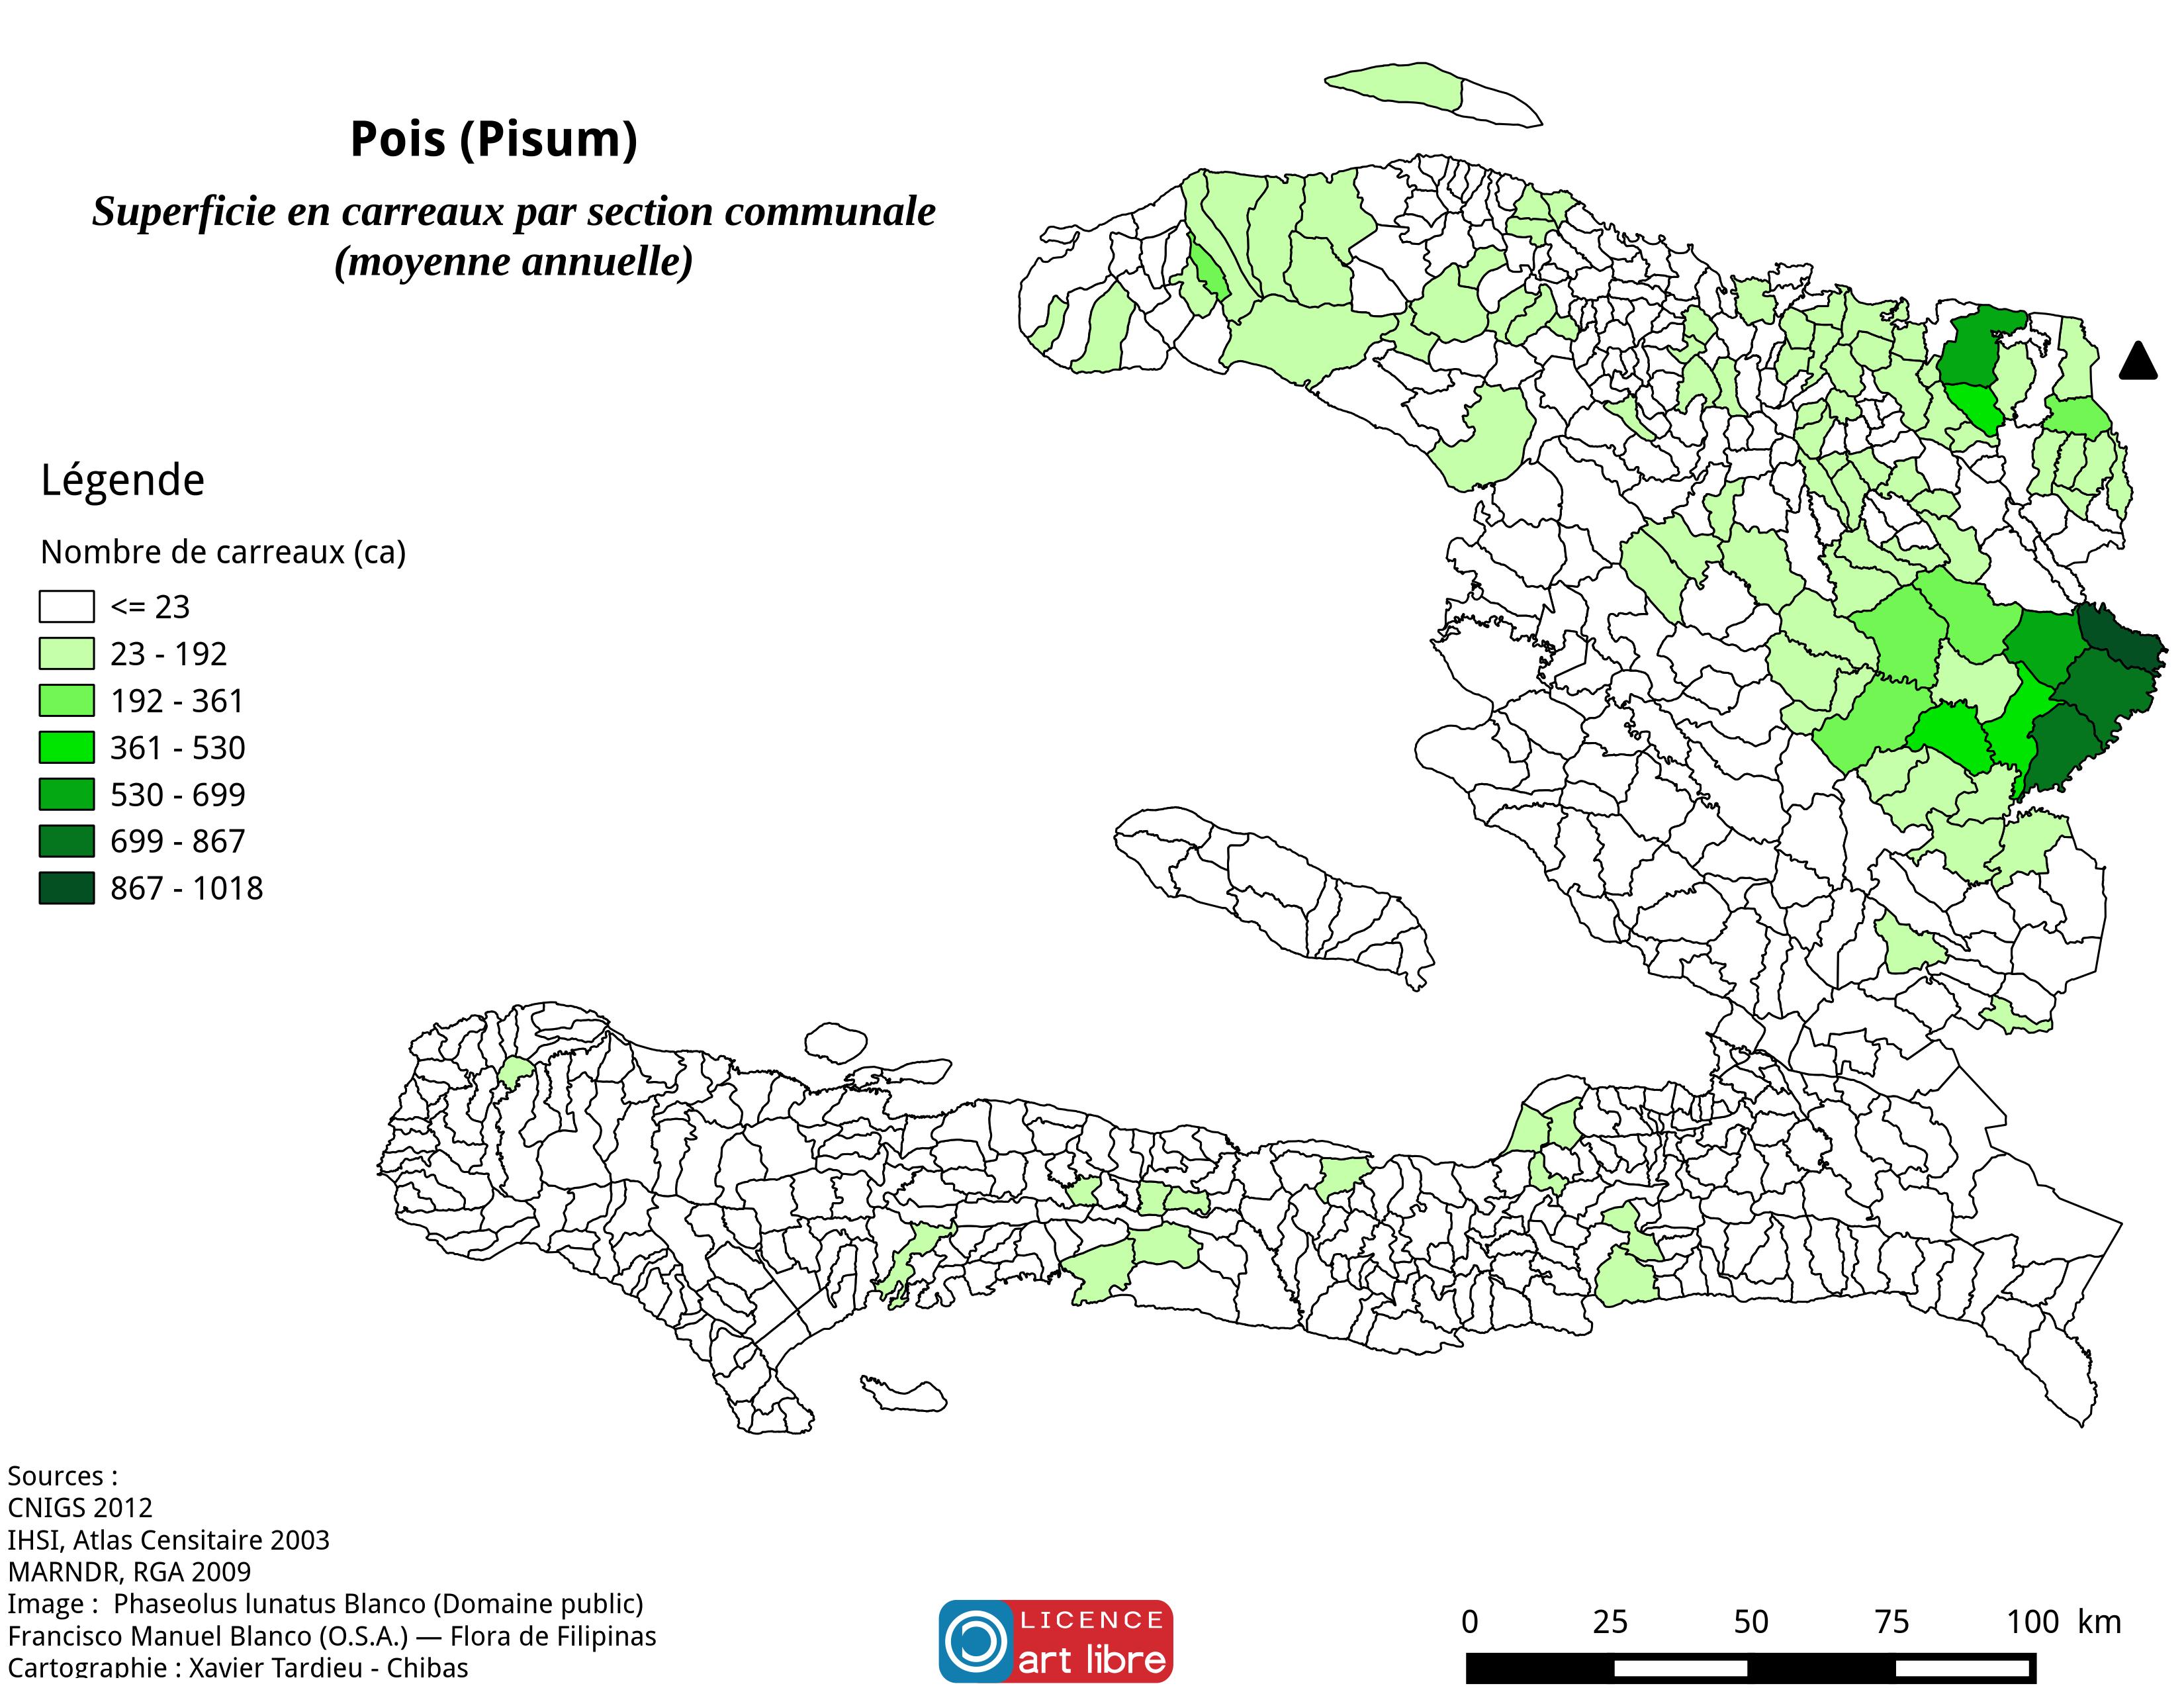 Pois (Pisum)
Superficie en carreaux par section communale
(moyenne annuelle)
Légende
Nombre de carreaux (ca)
<= 23
23 - 192
192 - 361
361 - 530
530 - 699
699 - 867
867 - 1018
Sources :
CNIGS 2012
IHSI, Atlas Censitaire 2003
MARNDR, RGA 2009
Image :  Phaseolus lunatus Blanco (Domaine public)
Francisco Manuel Blanco (O.S.A.) — Flora de Filipinas
Cartographie : Xavier Tardieu - Chibas
LICENCE
art libre
0 25 50 75 100 km